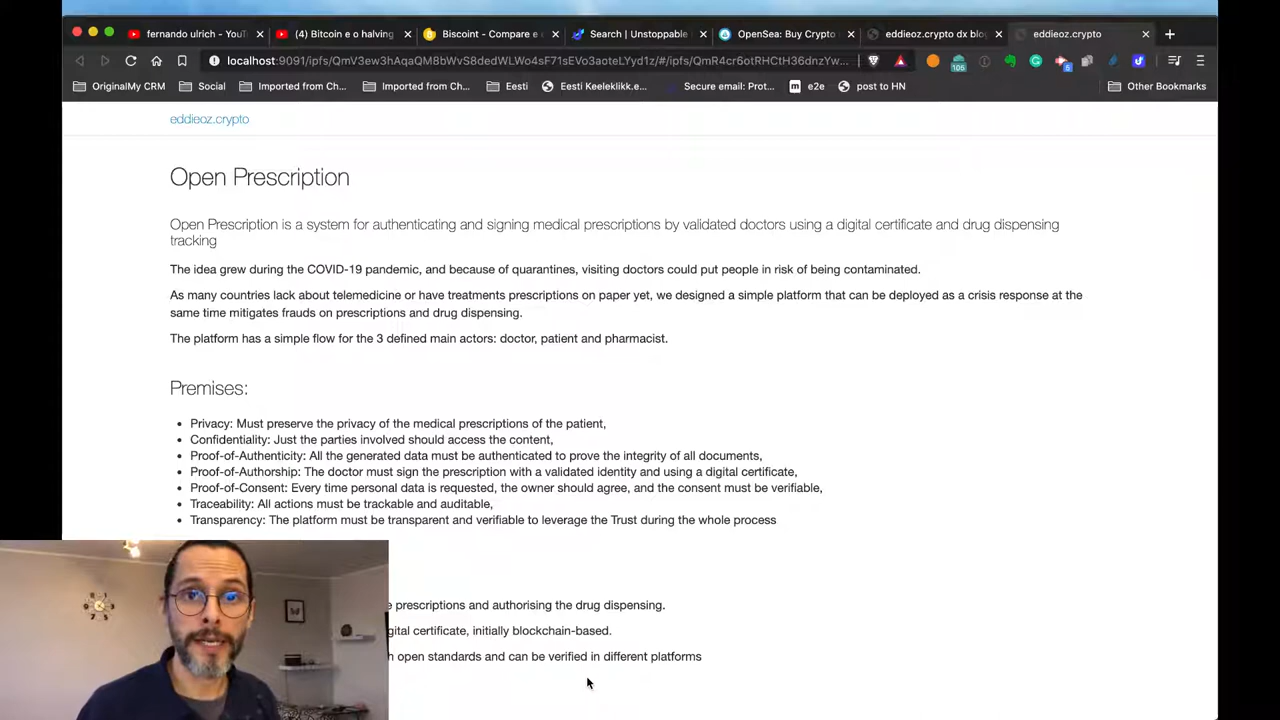 fernando ulrich - YouT
(4) Bitcoin e o halving
Biscoint - Compare e c
Search | Unstoppable
OpenSea: Buy Crypto
eddieoz.crypto dx blog
eddieoz.crypto
localhost:9091/ipfs/QmV3ew3hAqaQM8bWvS8dedWLWo4sF71sEVo3aoteLYyd1z/#/ipfs/QmR4cr6otRHCtH36dnzYw...
105
5
OriginalMy CRM
Social
Imported from Ch...
Imported from Ch...
Eesti
Eesti Keeleklikk.e...
Secure email: Prot...
m e2e
post to HN
Other Bookmarks
eddieoz.crypto
Open Prescription
Open Prescription is a system for authenticating and signing medical prescriptions by validated doctors using a digital certificate and drug dispensing
tracking
The idea grew during the COVID-19 pandemic, and because of quarantines, visiting doctors could put people in risk of being contaminated.
As many countries lack about telemedicine or have treatments prescriptions on paper yet, we designed a simple platform that can be deployed as a crisis response at the
same time mitigates frauds on prescriptions and drug dispensing.
The platform has a simple flow for the 3 defined main actors: doctor, patient and pharmacist.
Premises:
• Privacy: Must preserve the privacy of the medical prescriptions of the patient,
• Confidentiality: Just the parties involved should access the content,
• Proof-of-Authenticity: All the generated data must be authenticated to prove the integrity of all documents,
• Proof-of-Authorship: The doctor must sign the prescription with a validated identity and using a digital certificate,
• Proof-of-Consent: Every time personal data is requested, the owner should agree, and the consent must be verifiable,
• Traceability: All actions must be trackable and auditable,
• Transparency: The platform must be transparent and verifiable to leverage the Trust during the whole process
e prescriptions and authorising the drug dispensing.
gital certificate, initially blockchain-based.
h open standards and can be verified in different platforms